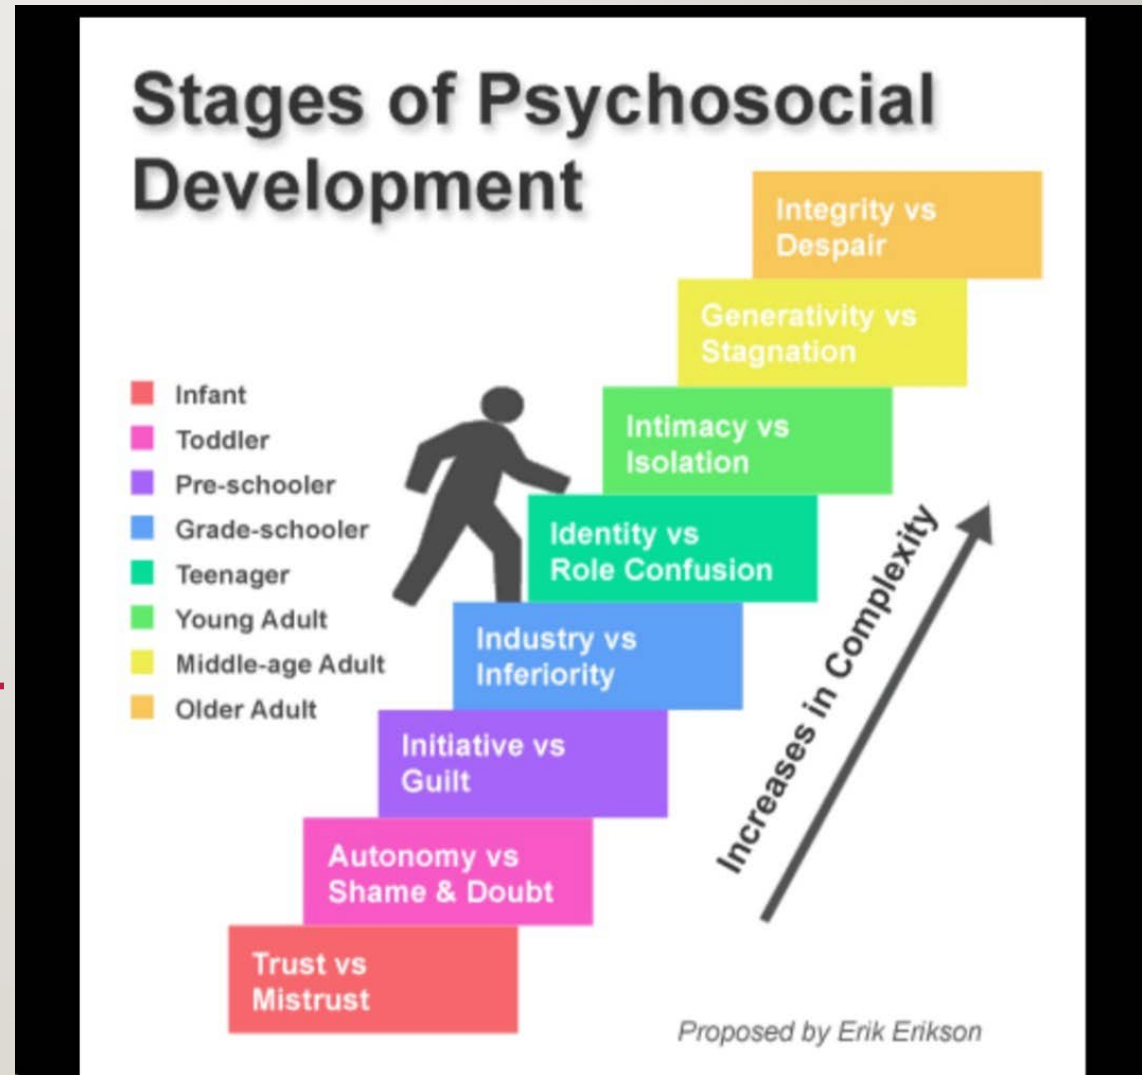 Stages of Psychosocial
Development
Integrity vs
Despair
Generativity vs
Stagnation
Intimacy vs
Isolation
Identity vs
Role Confusion
Industry vs
Inferiority
Initiative vs
Guilt
Autonomy vs
Shame & Doubt
Trust vs
Mistrust
Infant
Toddler
Pre-schooler
Grade-schooler
Teenager
Young Adult
Middle-age Adult
Older Adult
Increases in Complexity
Proposed by Erik Erikson